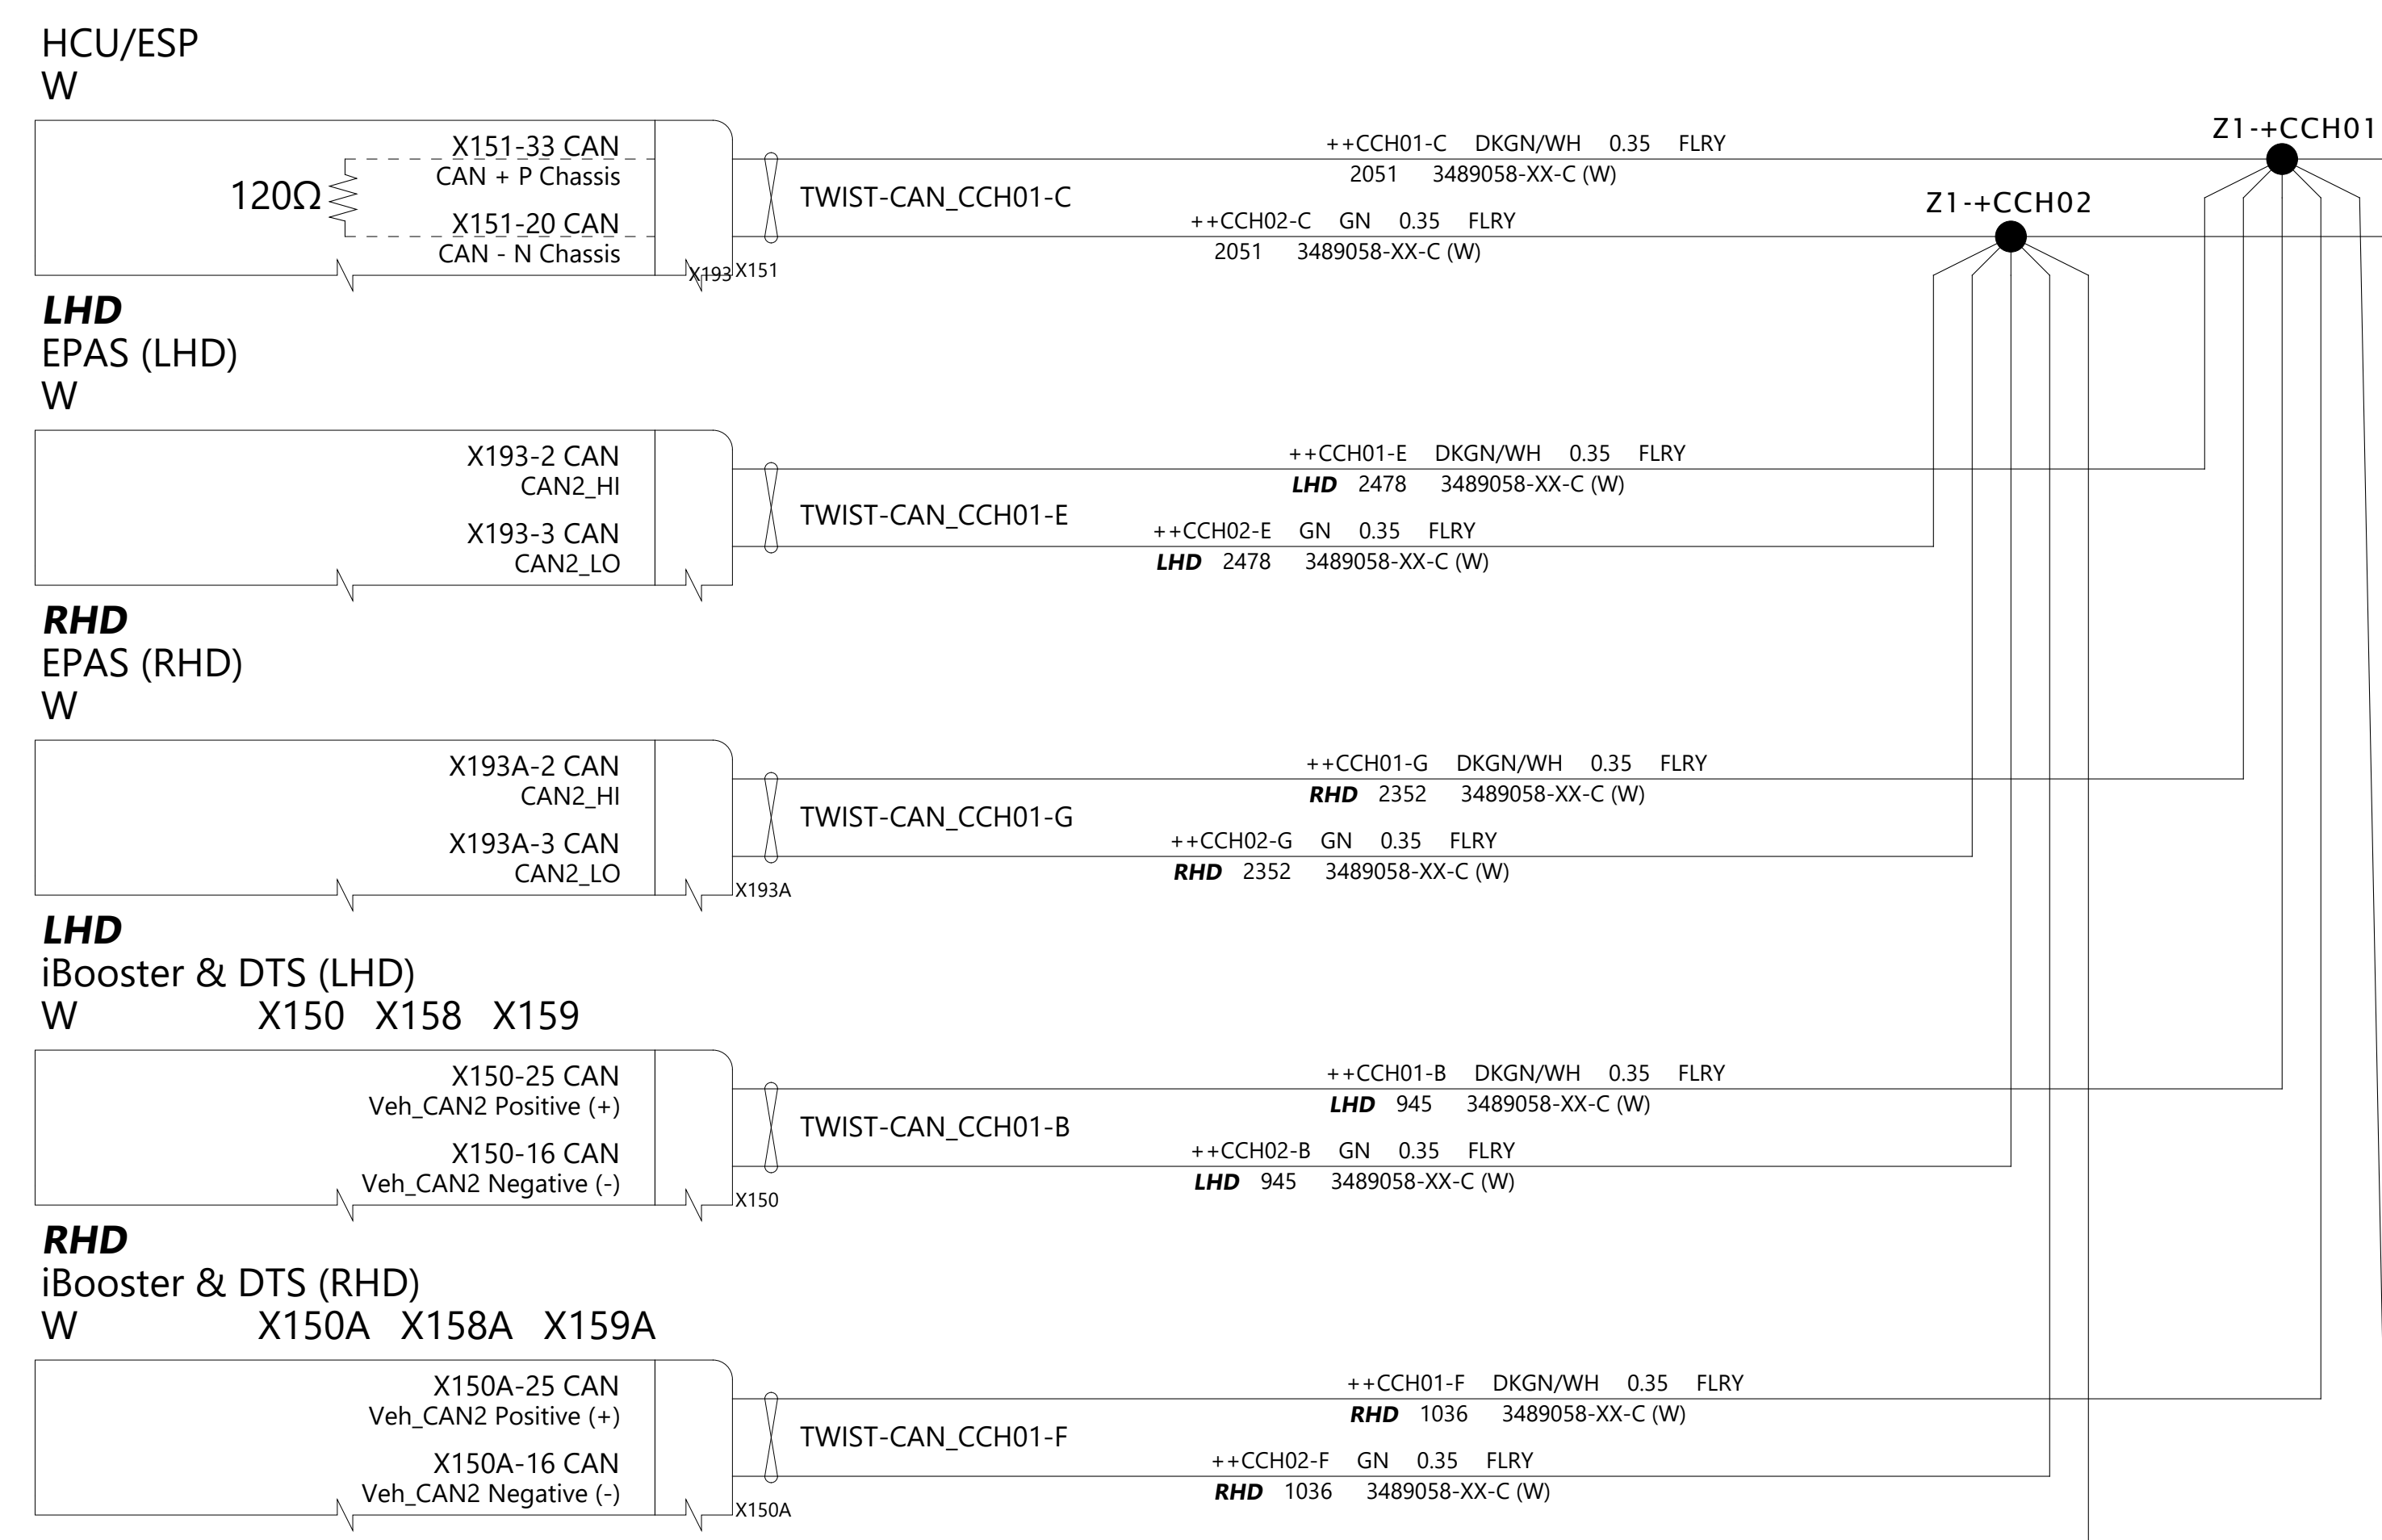 HCU/ESP
W
X151-33 CAN
CAN + P Chassis
120Ω
X151-20 CAN
CAN - N Chassis
X193 X151
TWIST-CAN_CCH01-C
++CCH01-C DKGN/WH 0.35 FLRY
2051 3489058-XX-C (W)
++CCH02-C GN 0.35 FLRY
2051 3489058-XX-C (W)
Z1-+CCH01
Z1-+CCH02
LHD
EPAS (LHD)
W
X193-2 CAN
CAN2_HI
X193-3 CAN
CAN2_LO
TWIST-CAN_CCH01-E
++CCH01-E DKGN/WH 0.35 FLRY
LHD 2478 3489058-XX-C (W)
++CCH02-E GN 0.35 FLRY
LHD 2478 3489058-XX-C (W)
RHD
EPAS (RHD)
W
X193A-2 CAN
CAN2_HI
X193A-3 CAN
CAN2_LO
X193A
TWIST-CAN_CCH01-G
++CCH01-G DKGN/WH 0.35 FLRY
RHD 2352 3489058-XX-C (W)
++CCH02-G GN 0.35 FLRY
RHD 2352 3489058-XX-C (W)
LHD
iBooster & DTS (LHD)
W X150 X158 X159
X150-25 CAN
Veh_CAN2 Positive (+)
X150-16 CAN
Veh_CAN2 Negative (-)
X150
TWIST-CAN_CCH01-B
++CCH01-B DKGN/WH 0.35 FLRY
LHD 945 3489058-XX-C (W)
++CCH02-B GN 0.35 FLRY
LHD 945 3489058-XX-C (W)
RHD
iBooster & DTS (RHD)
W X150A X158A X159A
X150A-25 CAN
Veh_CAN2 Positive (+)
X150A-16 CAN
Veh_CAN2 Negative (-)
X150A
TWIST-CAN_CCH01-F
++CCH01-F DKGN/WH 0.35 FLRY
RHD 1036 3489058-XX-C (W)
++CCH02-F GN 0.35 FLRY
RHD 1036 3489058-XX-C (W)